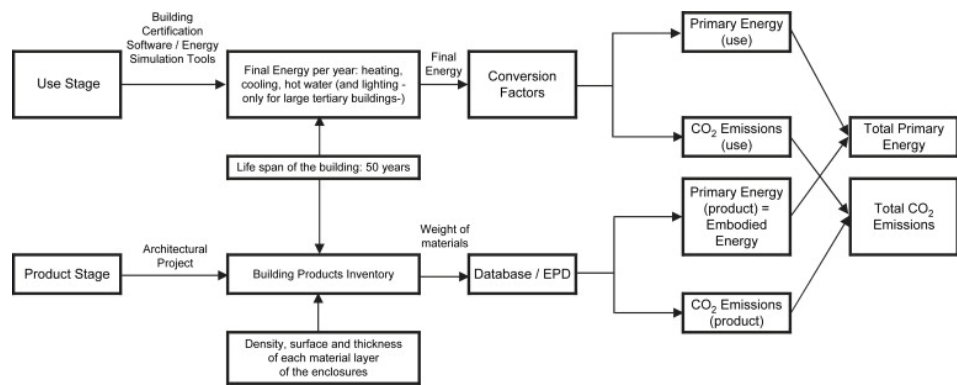 Building
Certification
Software / Energy
Simulation Tools
Use Stage
Final Energy per year: heating,
cooling, hot water (and lighting -
only for large tertiary buildings-)
Final
Energy
Conversion
Factors
Primary Energy
(use)
CO₂ Emissions
(use)
Total Primary
Energy
Life span of the building: 50 years
Primary Energy
(product) =
Embodied
Energy
Total CO₂
Emissions
Product Stage
Architectural
Project
Building Products Inventory
Weight of
materials
Database / EPD
CO₂ Emissions
(product)
Density, surface and thickness
of each material layer
of the enclosures